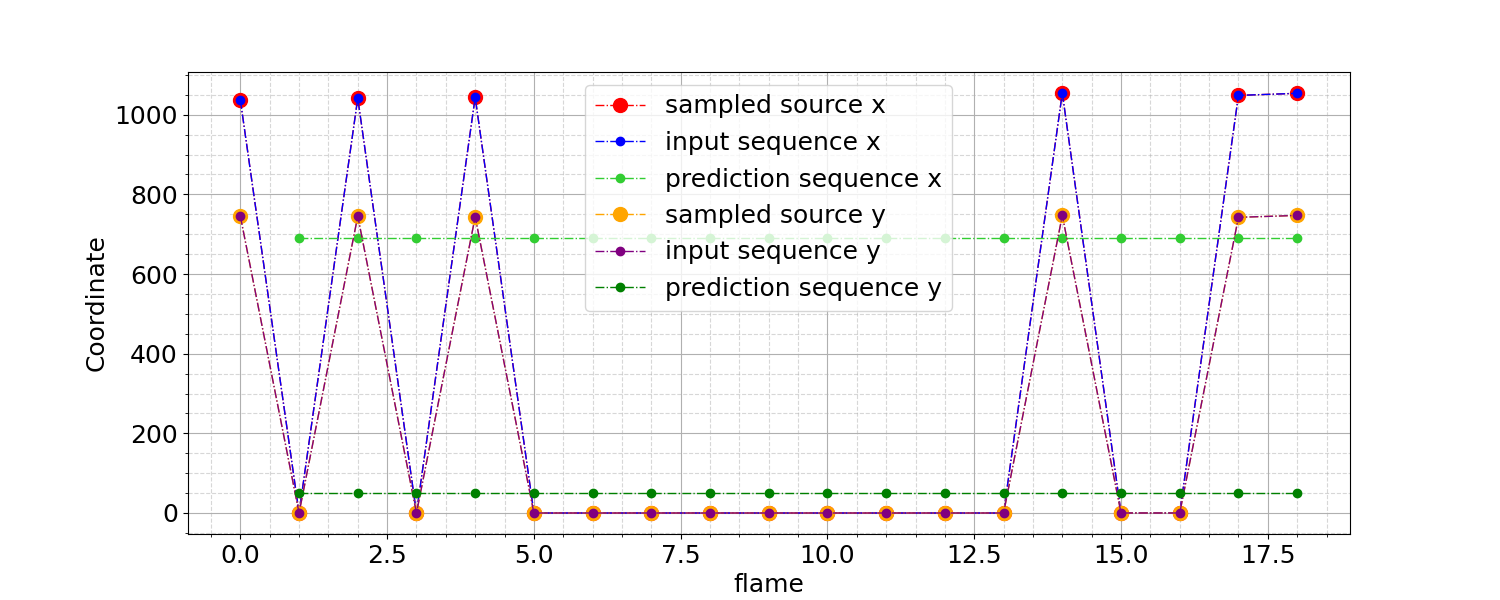 1000
800
600
400
200
0
Coordinate
sampled source x
input sequence x
prediction sequence x
sampled source y
input sequence y
prediction sequence y
0.0 2.5 5.0 7.5 10.0 12.5 15.0 17.5
flame